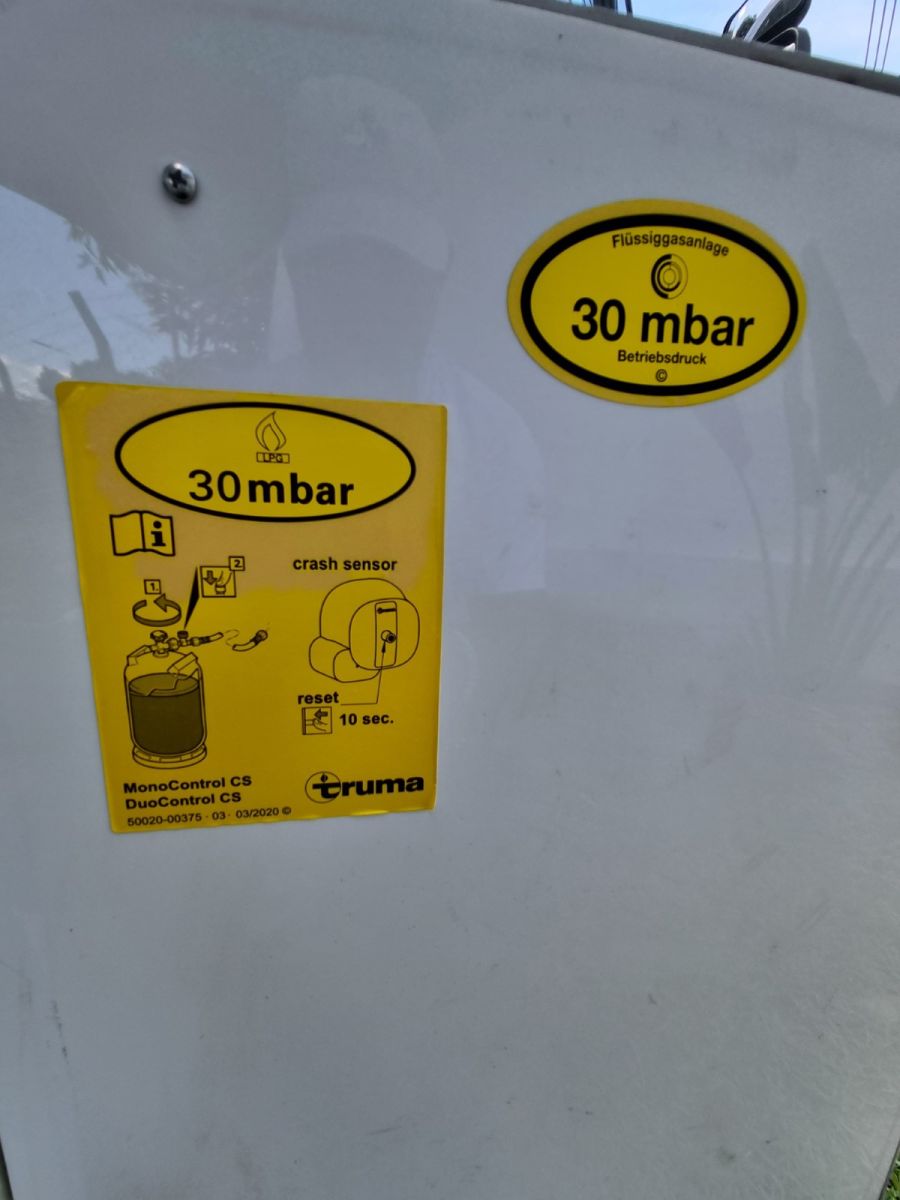 Flüssiggasanlage
30 mbar
Betriebsdruck
©
LPG
30mbar
i
2.
crash sensor
1.
reset
10 sec.
MonoControl CS
DuoControl CS
truma
50020-00375 · 03 · 03/2020 ©